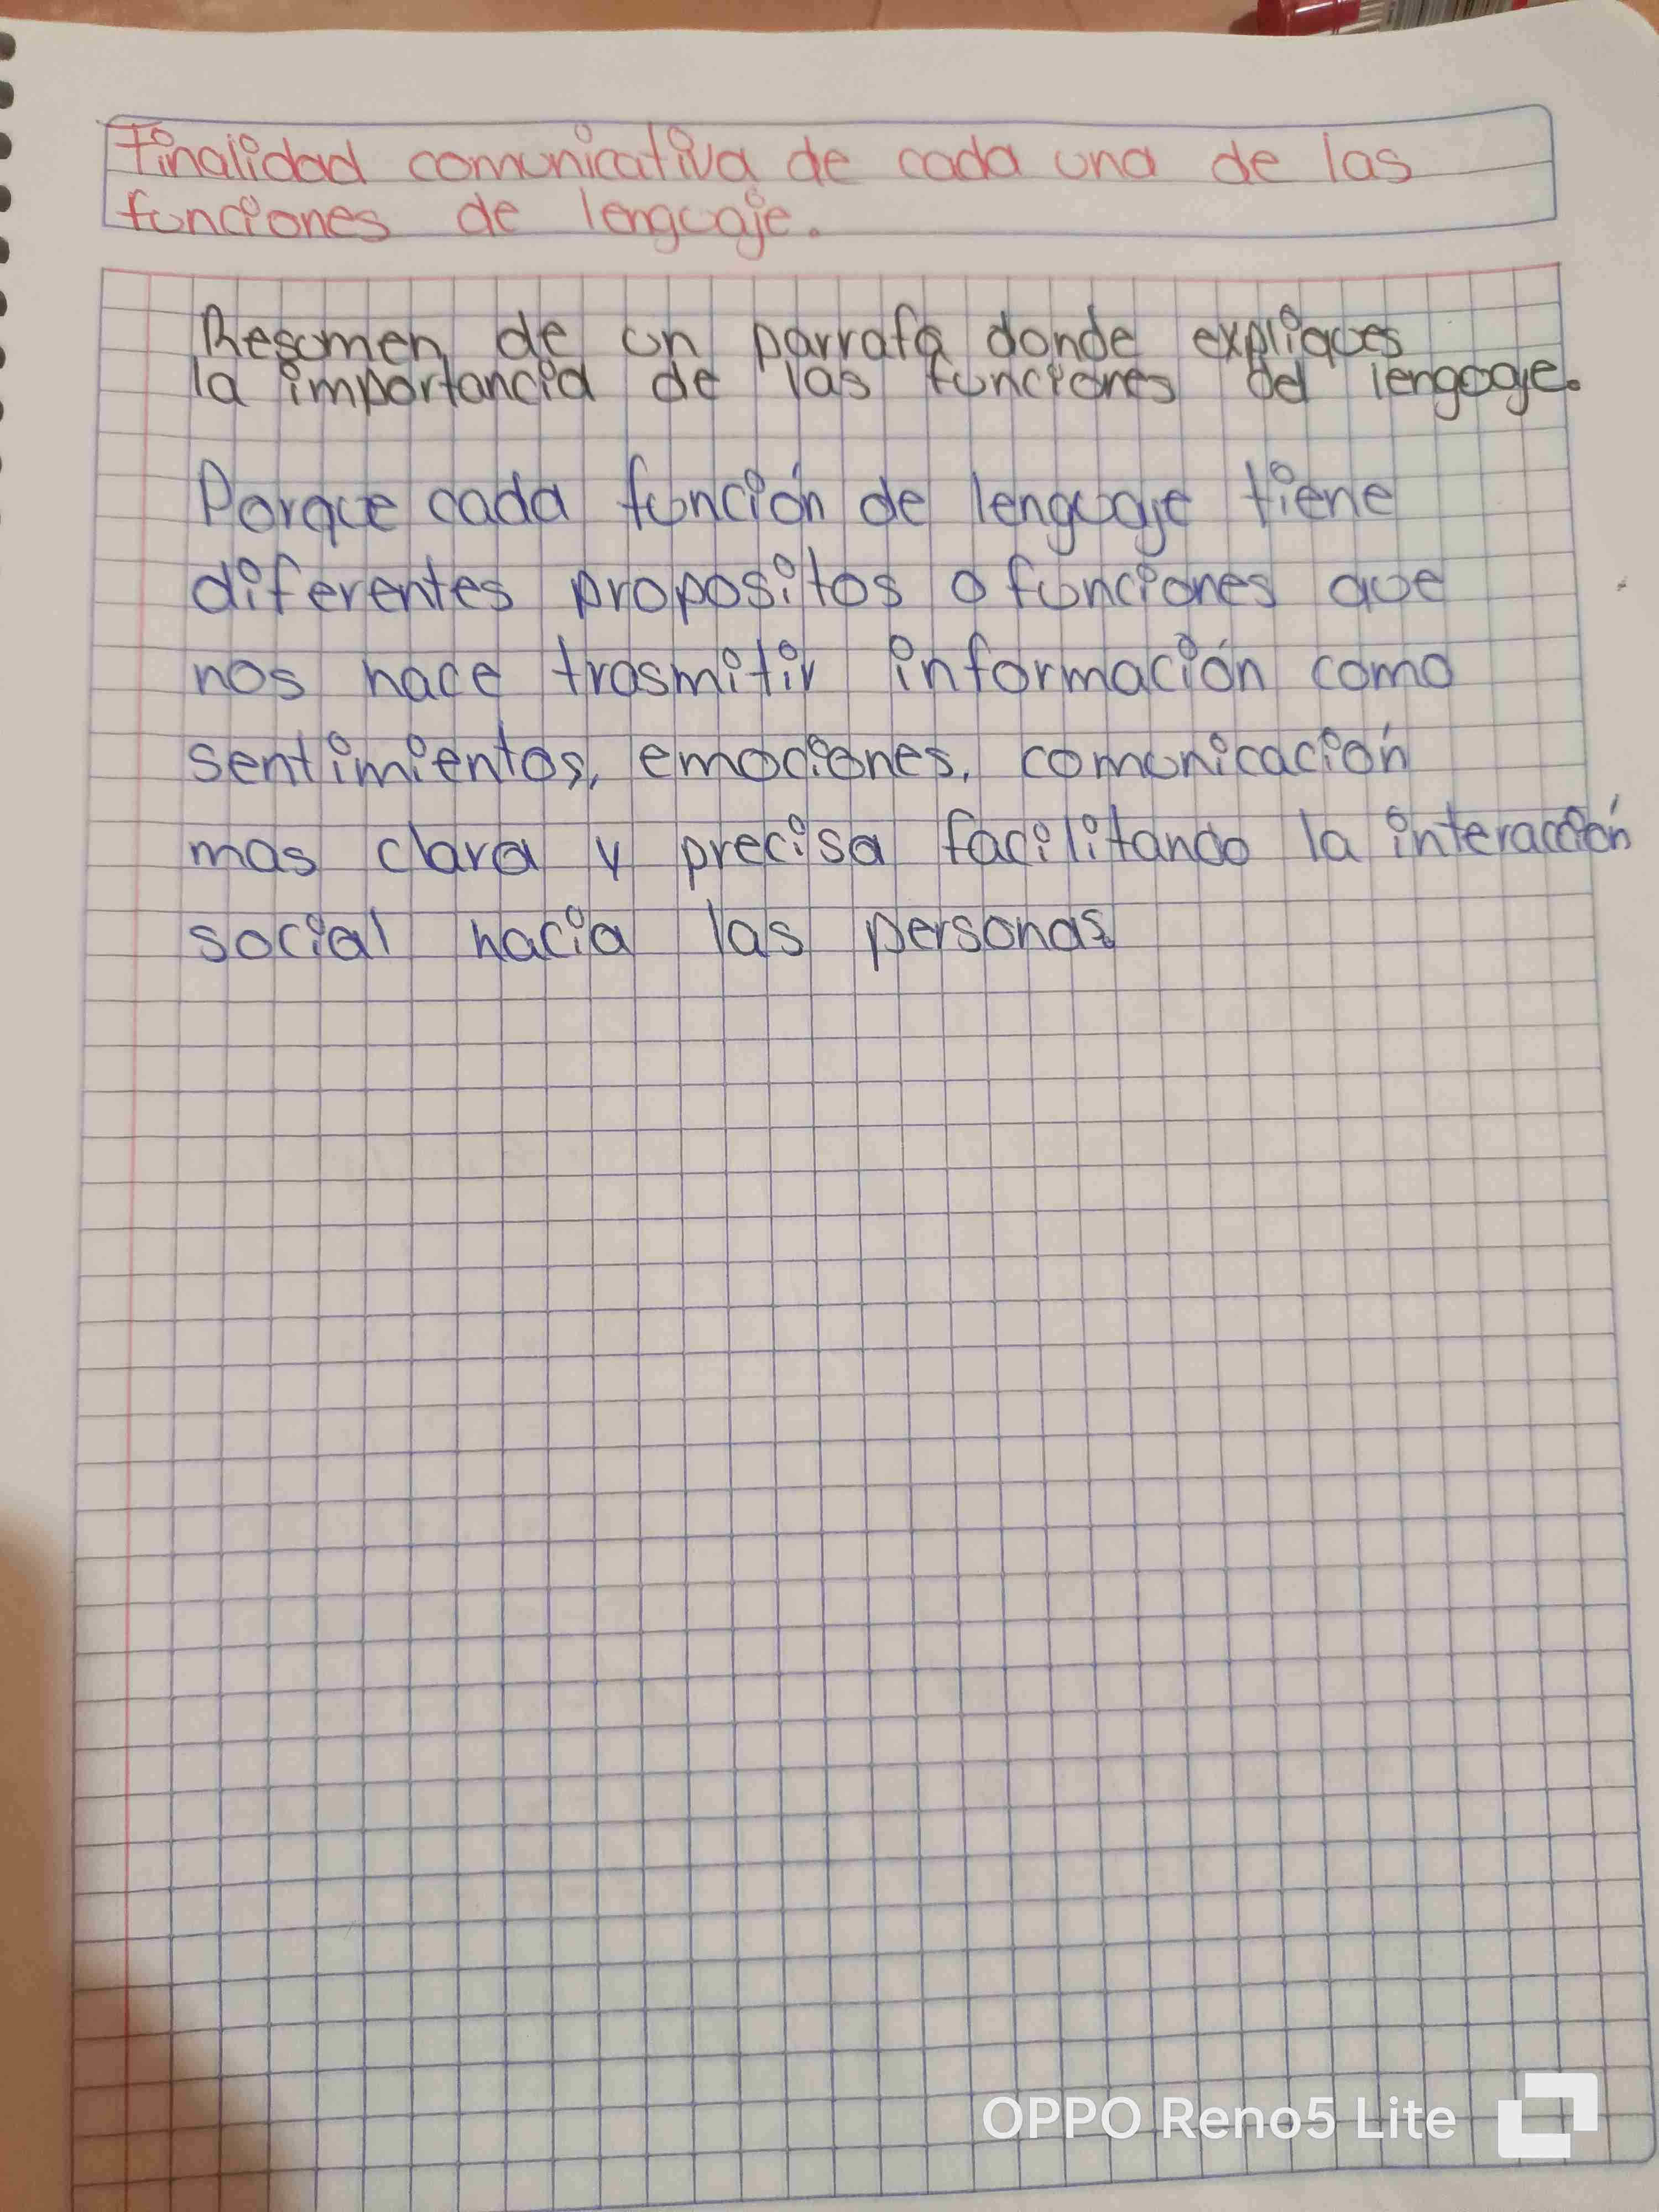 Finalidad comunicativa de cada una de las
funciones de lenguaje.
Resumen de un parrafo donde expliques
la importancia de las funciones del lenguaje.
Porque cada función de lenguaje tiene
diferentes propositos o funciones que
nos hace trasmitir información como
sentimientos, emociones, comunicación
mas clara y precisa facilitando la interacción
social hacia las personas
OPPO Reno5 Lite